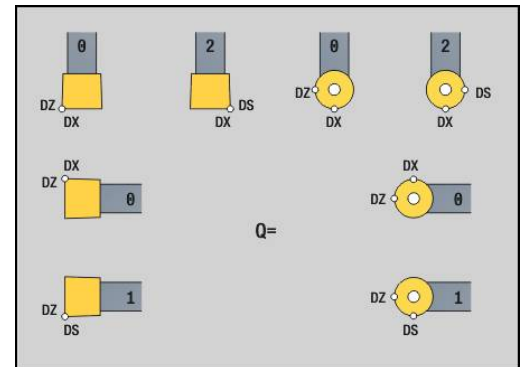 0 2 0 2
DZ DS DZ DS
DX DX DX DX
DX DX
DZ 0 DZ 0
Q=
DZ 1 DZ 1
DS DS